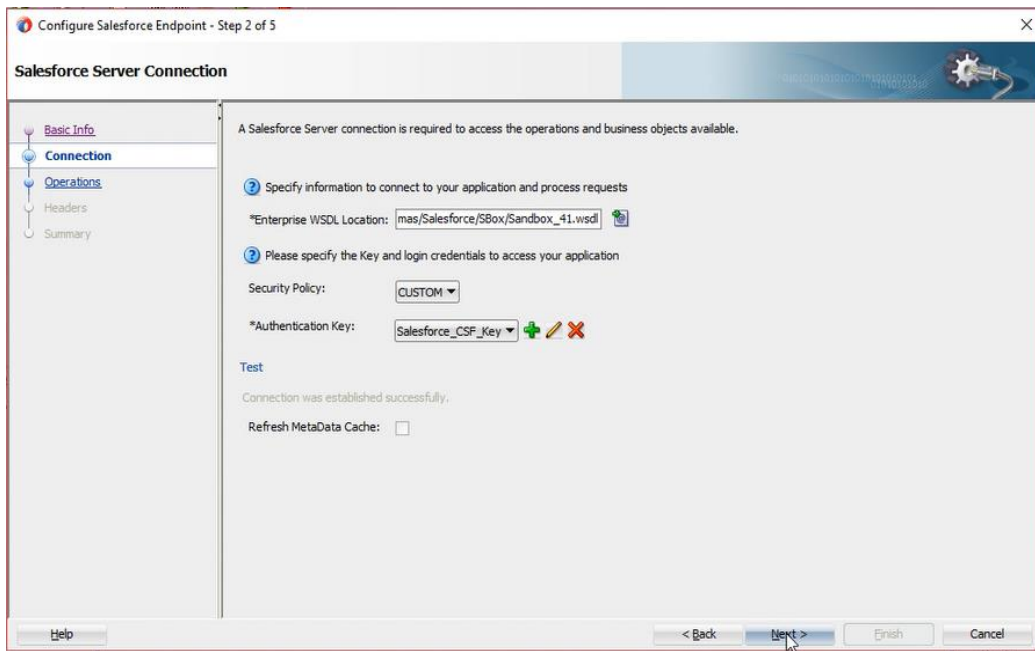 Configure Salesforce Endpoint - Step 2 of 5
Salesforce Server Connection
Basic Info
Connection
Operations
Headers
Summary
A Salesforce Server connection is required to access the operations and business objects available.
Specify information to connect to your application and process requests
*Enterprise WSDL Location: mas/Salesforce/SBox/Sandbox_41.wsdl
Please specify the Key and login credentials to access your application
Security Policy: CUSTOM
*Authentication Key: Salesforce_CSF_Key
Test
Connection was established successfully.
Refresh MetaData Cache:
Help
< Back
Next >
Finish
Cancel